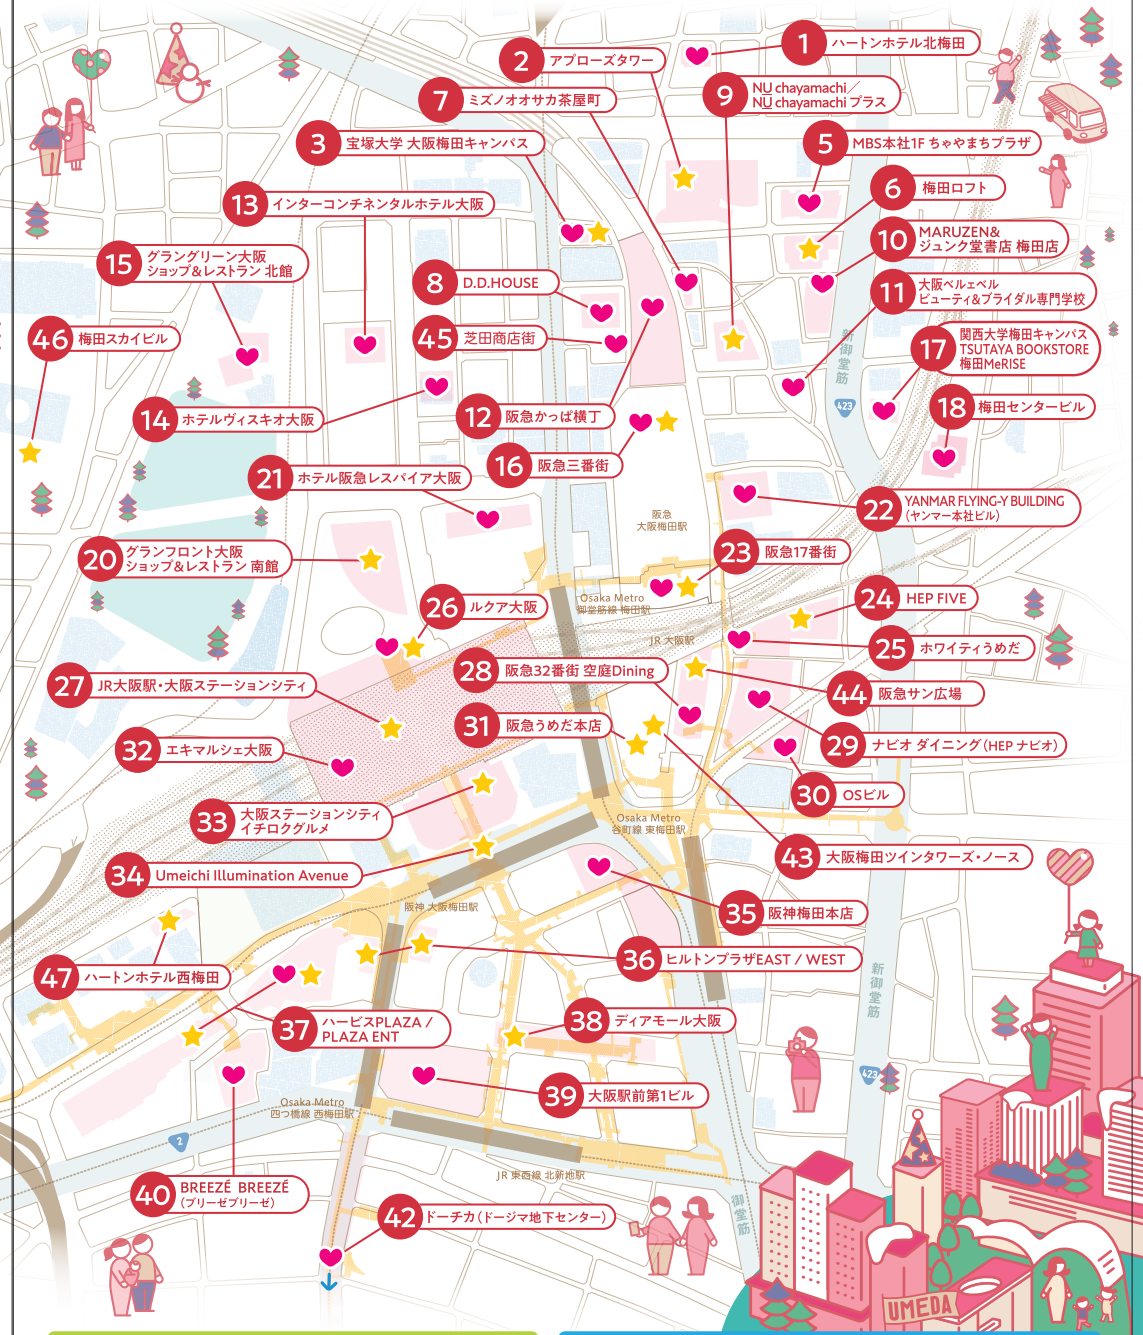 1 ハートンホテル北梅田
2 アプローズタワー
7 ミズノオオサカ茶屋町
9 NU chayamachi／
NU chayamachi プラス
3 宝塚大学 大阪梅田キャンパス
5 MBS本社1F ちゃやまちプラザ
6 梅田ロフト
13 インターコンチネンタルホテル大阪
10 MARUZEN&
ジュンク堂書店 梅田店
15 グラングリーン大阪
ショップ&レストラン 北館
8 D.D.HOUSE
11 大阪ベルェベル
ビューティ&ブライダル専門学校
46 梅田スカイビル
45 芝田商店街
新御堂筋
17 関西大学梅田キャンパス
TSUTAYA BOOKSTORE
梅田MeRISE
423
14 ホテルヴィスキオ大阪
12 阪急かっぱ横丁
18 梅田センタービル
16 阪急三番街
21 ホテル阪急レスパイア大阪
22 YANMAR FLYING-Y BUILDING
（ヤンマー本社ビル）
阪急
大阪梅田駅
20 グランフロント大阪
ショップ&レストラン 南館
23 阪急17番街
26 ルクア大阪
Osaka Metro
御堂筋線 梅田駅
24 HEP FIVE
JR 大阪駅
25 ホワイティうめだ
28 阪急32番街 空庭Dining
27 JR大阪駅・大阪ステーションシティ
44 阪急サン広場
31 阪急うめだ本店
32 エキマルシェ大阪
29 ナビオ ダイニング（HEP ナビオ）
30 OSビル
33 大阪ステーションシティ
イチロクグルメ
Osaka Metro
谷町線 東梅田駅
43 大阪梅田ツインタワーズ・ノース
34 Umeichi Illumination Avenue
阪神 大阪梅田駅
35 阪神梅田本店
36 ヒルトンプラザEAST / WEST
47 ハートンホテル西梅田
新御堂筋
37 ハービスPLAZA /
PLAZA ENT
38 ディアモール大阪
423
39 大阪駅前第1ビル
Osaka Metro
四つ橋線 西梅田駅
2
JR 東西線 北新地駅
40 BREEZÉ BREEZÉ
（ブリーゼブリーゼ）
42 ドーチカ（ドージマ地下センター）
御堂筋
UMEDA